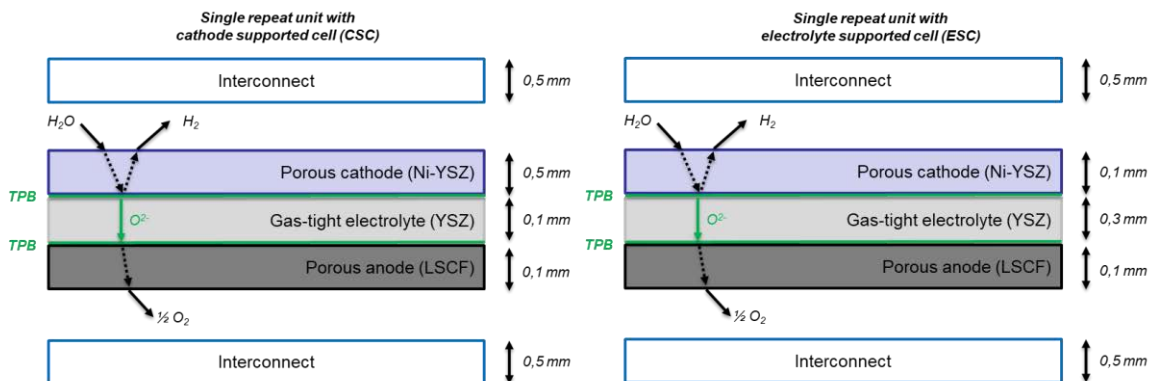 Single repeat unit with
cathode supported cell (CSC)
Interconnect
0,5 mm
H₂O
H₂
Porous cathode (Ni-YSZ)
0,5 mm
TPB
O²⁻
Gas-tight electrolyte (YSZ)
0,1 mm
TPB
Porous anode (LSCF)
0,1 mm
½ O₂
Interconnect
0,5 mm
Single repeat unit with
electrolyte supported cell (ESC)
Interconnect
0,5 mm
H₂O
H₂
Porous cathode (Ni-YSZ)
0,1 mm
TPB
O²⁻
Gas-tight electrolyte (YSZ)
0,3 mm
TPB
Porous anode (LSCF)
0,1 mm
½ O₂
Interconnect
0,5 mm